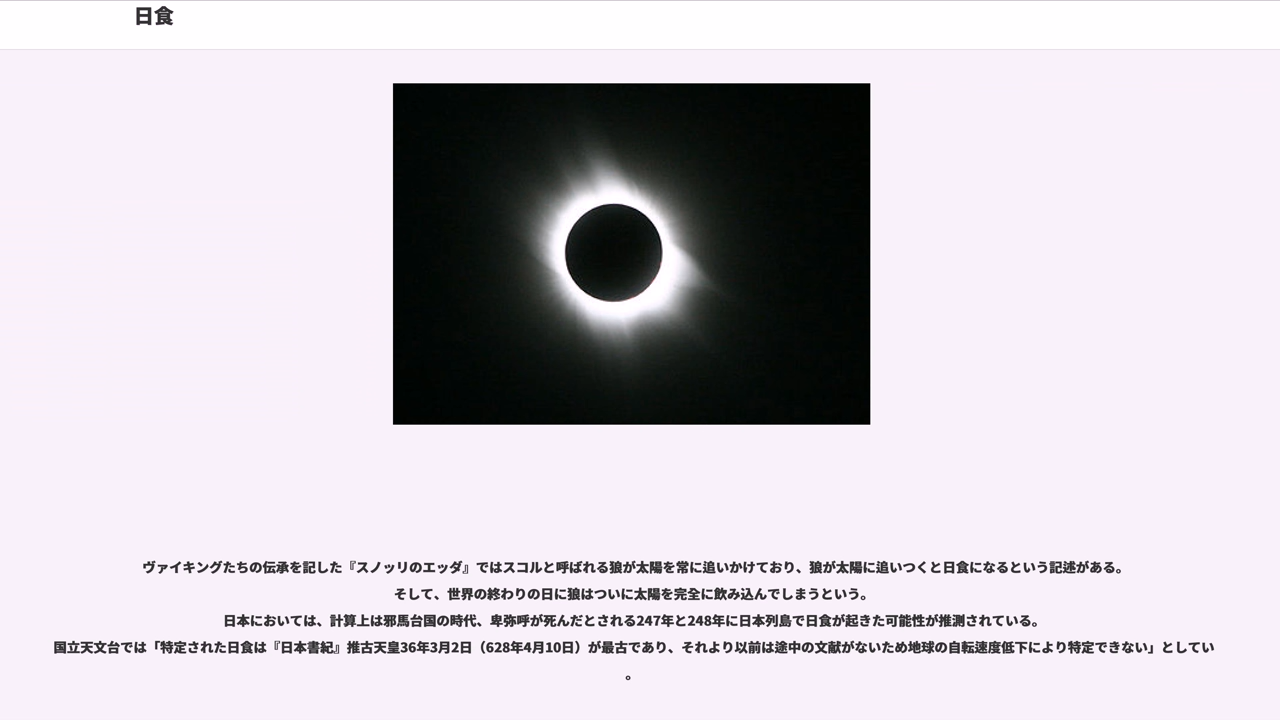 日食
ヴァイキングたちの伝承を記した『スノッリのエッダ』ではスコルと呼ばれる狼が太陽を常に追いかけており、狼が太陽に追いつくと日食になるという記述がある。
そして、世界の終わりの日に狼はついに太陽を完全に飲み込んでしまうという。
日本においては、計算上は邪馬台国の時代、卑弥呼が死んだとされる247年と248年に日本列島で日食が起きた可能性が推測されている。
国立天文台では「特定された日食は『日本書紀』推古天皇36年3月2日（628年4月10日）が最古であり、それより以前は途中の文献がないため地球の自転速度低下により特定できない」としてい
。